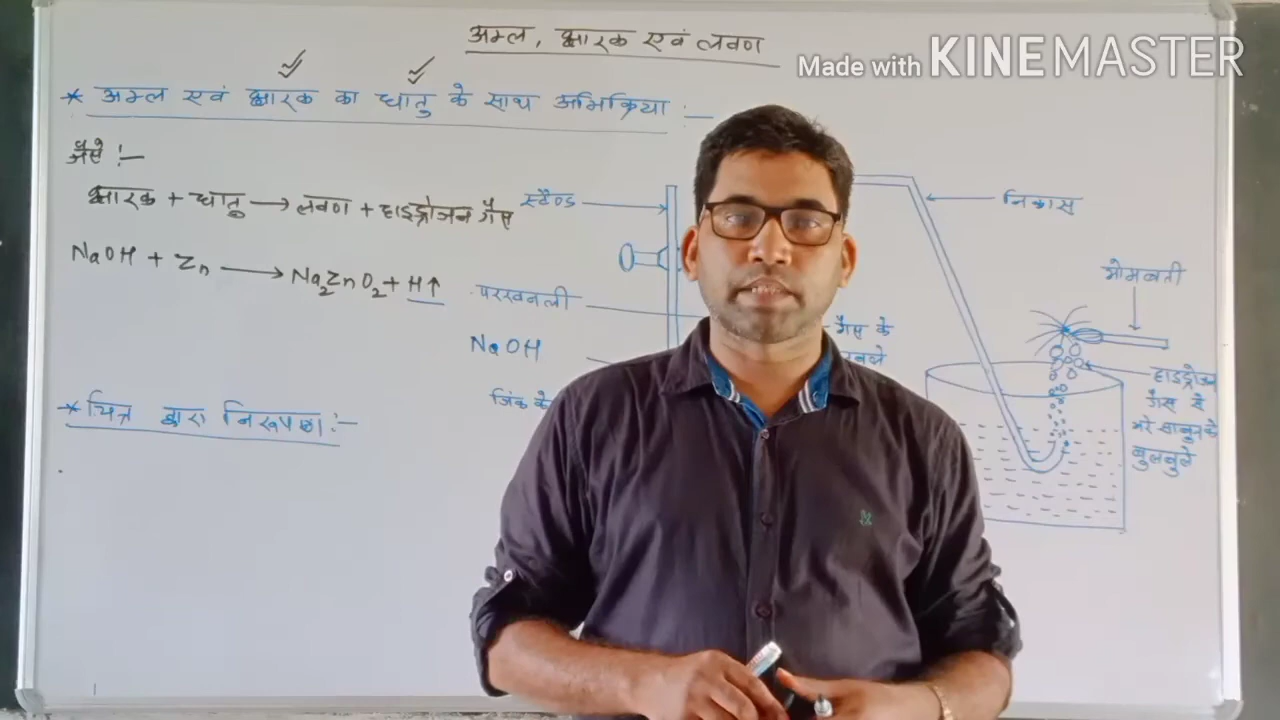 अम्ल, क्षारक एवं लवण
Made with KINEMASTER
* अम्ल एवं क्षारक का धातु के साथ अभिक्रिया :—
जैसे :—
क्षारक + धातु → लवण + हाइड्रोजन गैस
NaOH + Zn → Na2ZnO2 + H↑
* चित्र द्वारा निरूपण :—
स्टैण्ड
परखनली
NaOH
जिंक के
गैस के
निकास
मोमबत्ती
हाइड्रोजन
गैस से
भरे साबुन के
बुलबुले